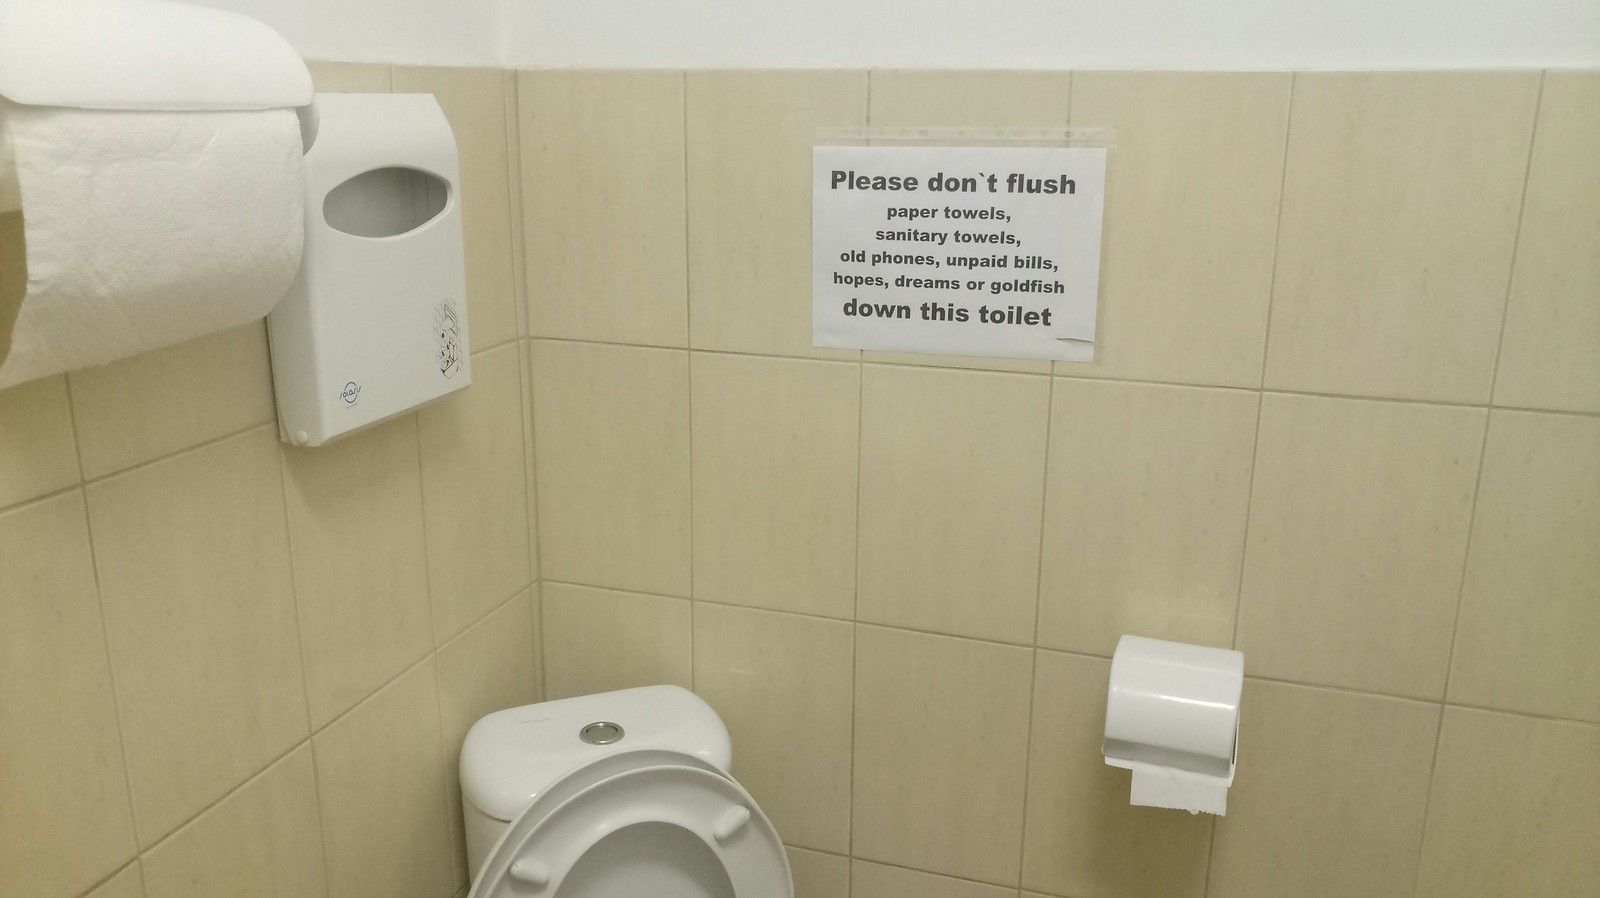 Please don`t flush
paper towels,
sanitary towels,
old phones, unpaid bills,
hopes, dreams or goldfish
down this toilet